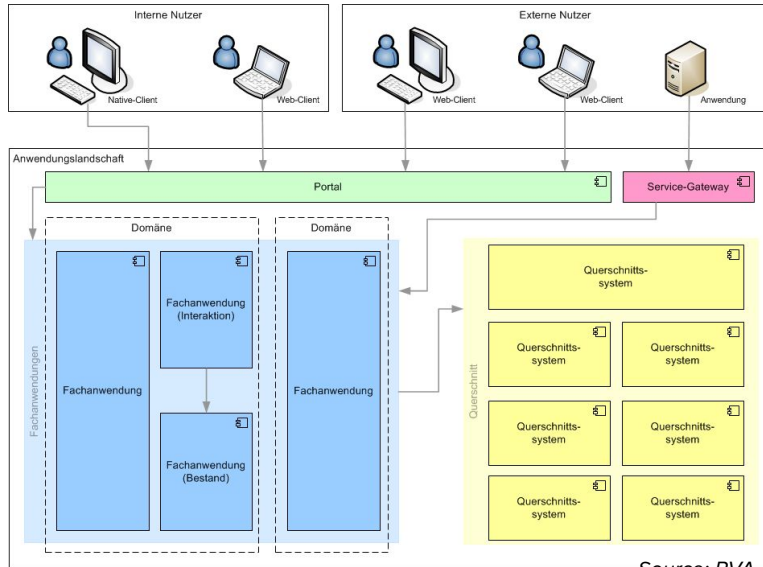 Interne Nutzer
Externe Nutzer
Native-Client
Web-Client
Web-Client
Web-Client
Anwendung
Anwendungslandschaft
Portal
Service-Gateway
Domäne
Domäne
Fachanwendungen
Fachanwendung
Fachanwendung
(Interaktion)
Fachanwendung
(Bestand)
Fachanwendung
Querschnitt
Querschnitts-
system
Querschnitts-
system
Querschnitts-
system
Querschnitts-
system
Querschnitts-
system
Querschnitts-
system
Querschnitts-
system
Source: BVA